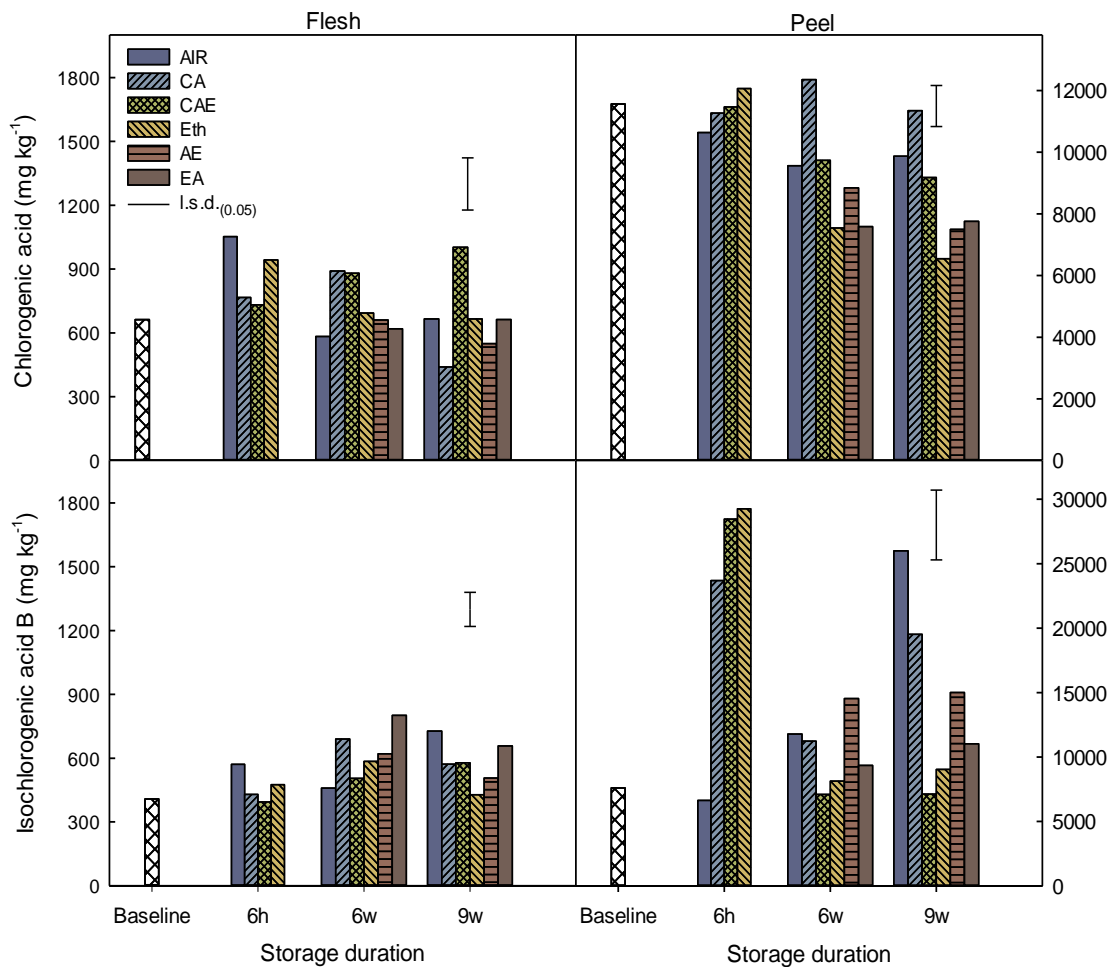 Flesh
Peel
AIR
CA
CAE
Eth
AE
EA
l.s.d.(0.05)
Chlorogenic acid (mg kg-1)
1800
1500
1200
900
600
300
0
12000
10000
8000
6000
4000
2000
0
Isochlorogenic acid B (mg kg-1)
1800
1500
1200
900
600
300
0
30000
25000
20000
15000
10000
5000
0
Baseline 6h 6w 9w Baseline 6h 6w 9w
Storage duration Storage duration